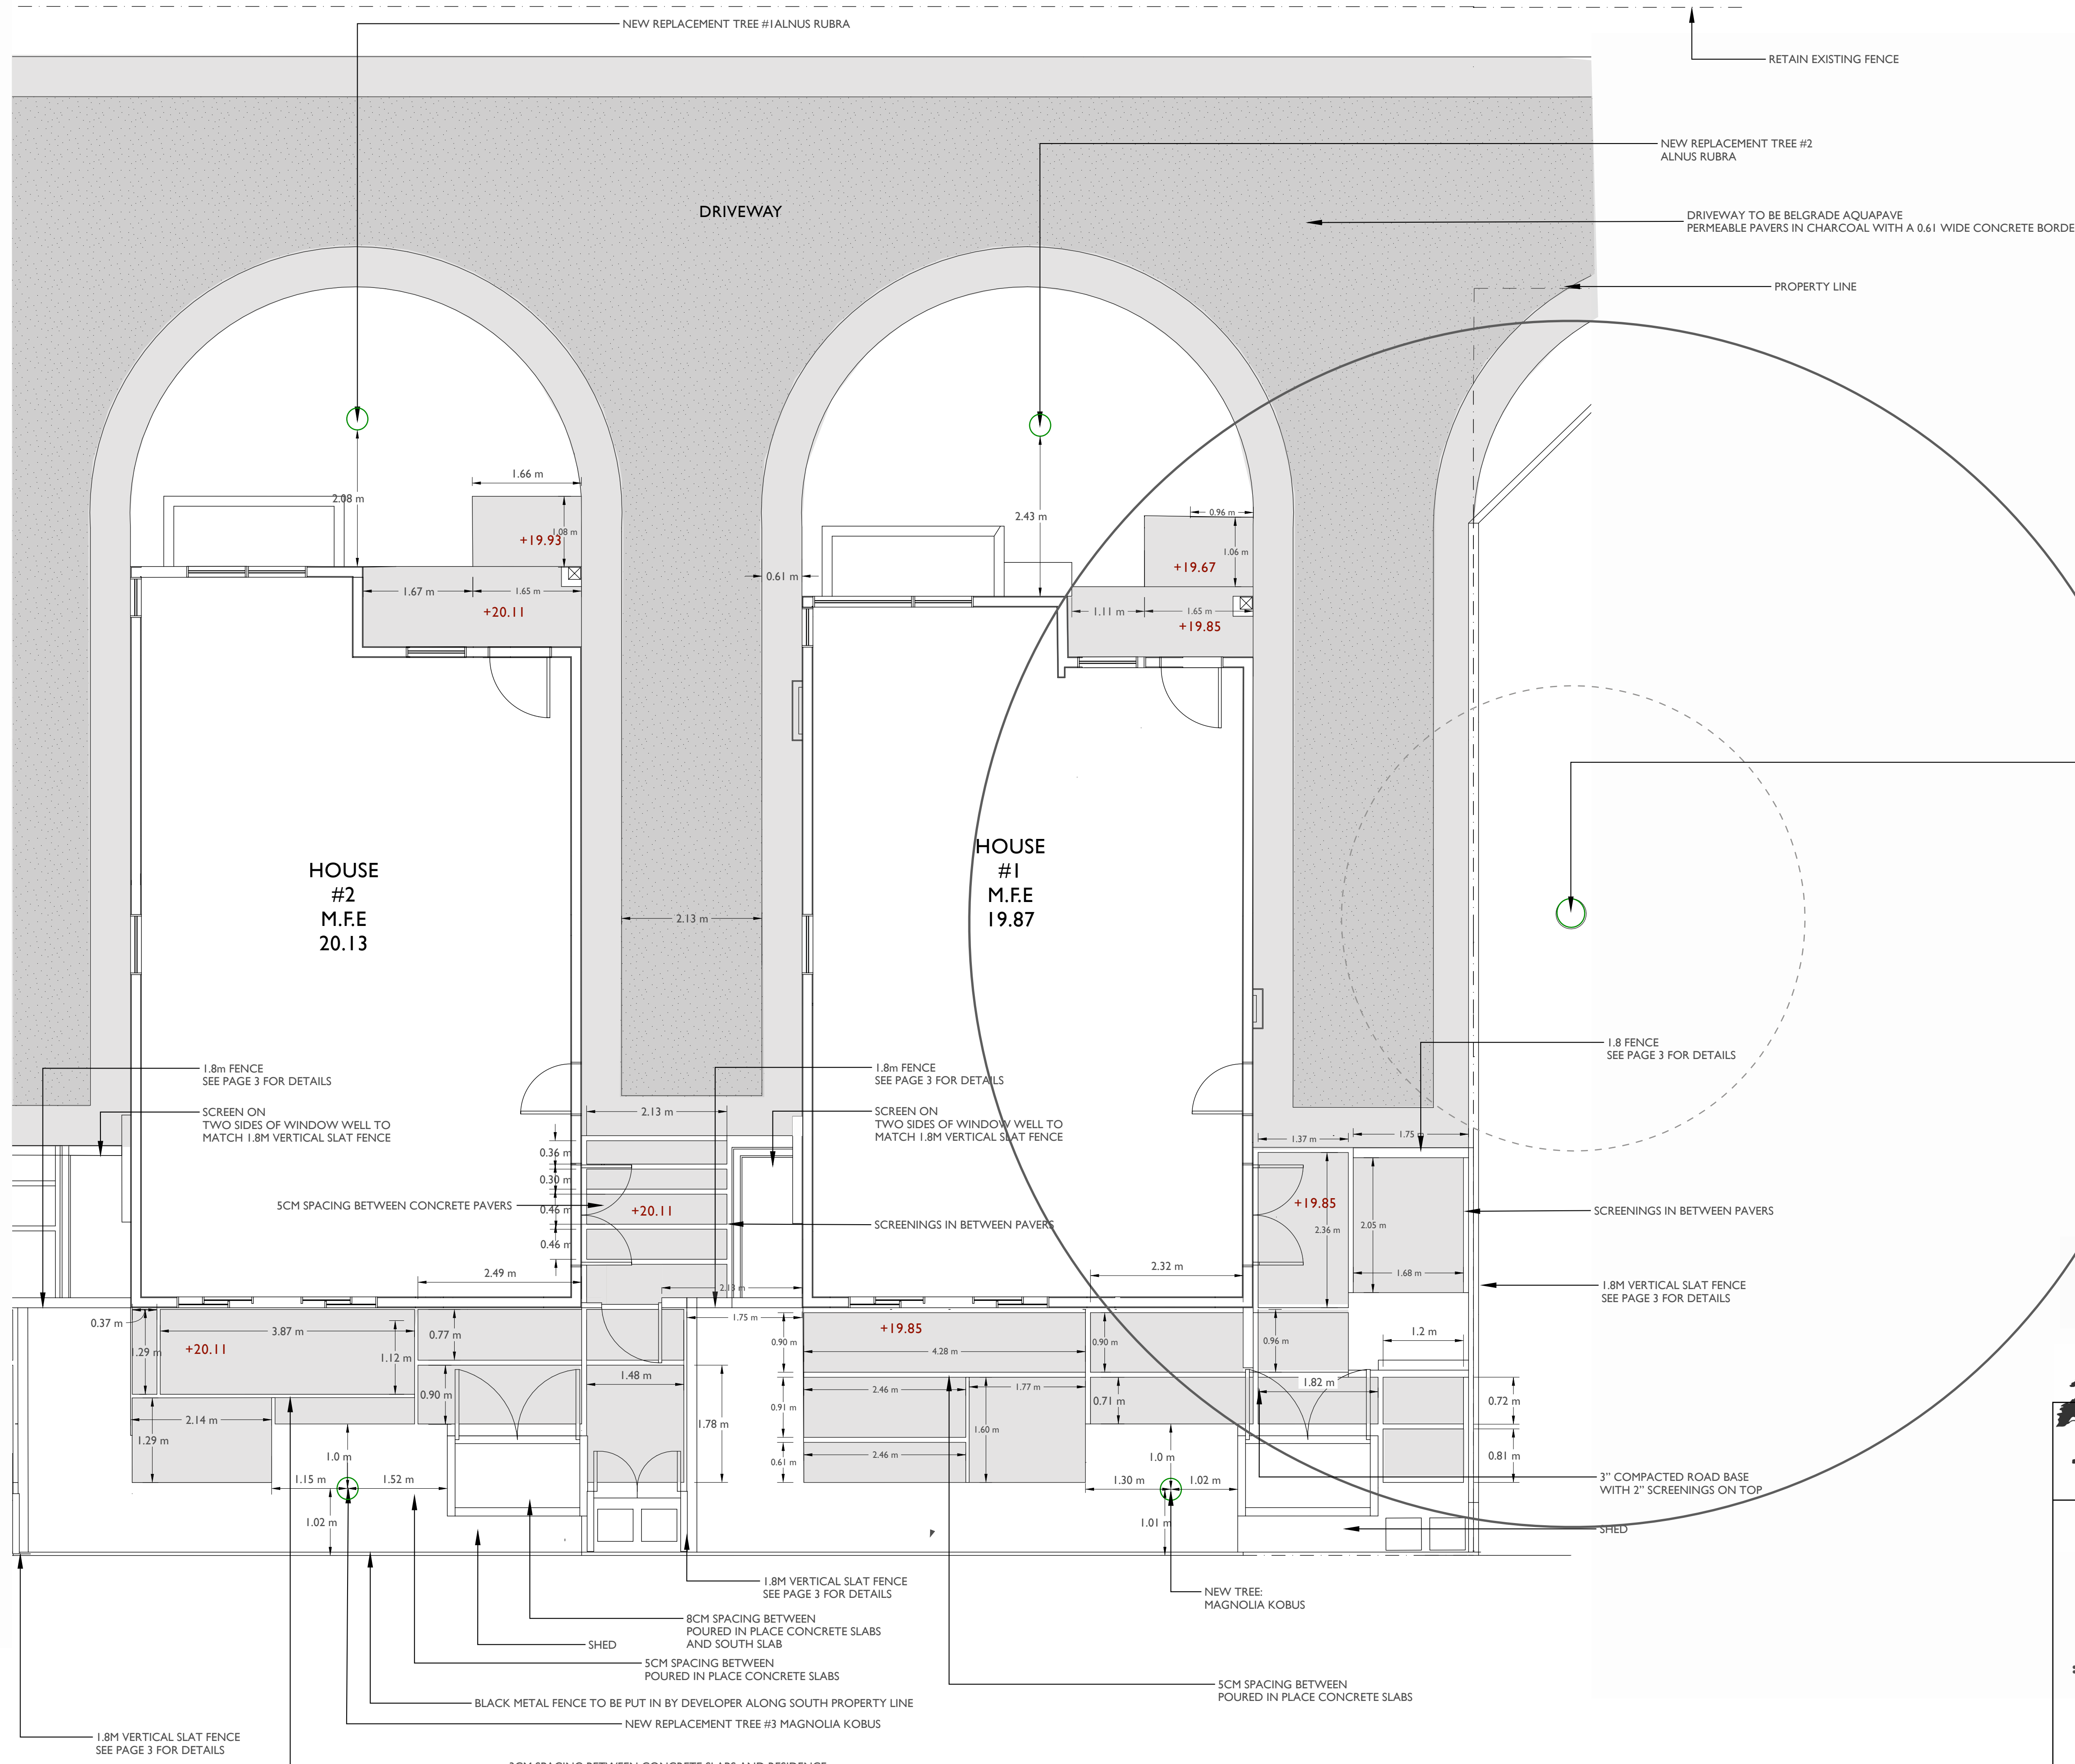 NEW REPLACEMENT TREE #1ALNUS RUBRA
RETAIN EXISTING FENCE
NEW REPLACEMENT TREE #2
ALNUS RUBRA
DRIVEWAY
DRIVEWAY TO BE BELGRADE AQUAPAVE
PERMEABLE PAVERS IN CHARCOAL WITH A 0.61 WIDE CONCRETE BORDE
PROPERTY LINE
1.66 m
2.08 m
1.08 m
+19.93
1.67 m
1.65 m
+20.11
0.61 m
2.43 m
0.96 m
1.06 m
+19.67
1.11 m
1.65 m
+19.85
HOUSE
#2
M.F.E
20.13
2.13 m
HOUSE
#1
M.F.E
19.87
1.8m FENCE
SEE PAGE 3 FOR DETAILS
SCREEN ON
TWO SIDES OF WINDOW WELL TO
MATCH 1.8M VERTICAL SLAT FENCE
1.8m FENCE
SEE PAGE 3 FOR DETAILS
SCREEN ON
TWO SIDES OF WINDOW WELL TO
MATCH 1.8M VERTICAL SLAT FENCE
1.8 FENCE
SEE PAGE 3 FOR DETAILS
2.13 m
0.36 m
0.30 m
0.46 m
0.46 m
5CM SPACING BETWEEN CONCRETE PAVERS
+20.11
SCREENINGS IN BETWEEN PAVERS
1.37 m
1.75 m
+19.85
2.36 m
2.05 m
1.68 m
SCREENINGS IN BETWEEN PAVERS
2.49 m
2.13 m
2.32 m
1.8M VERTICAL SLAT FENCE
SEE PAGE 3 FOR DETAILS
0.37 m
3.87 m
1.29 m
+20.11
1.12 m
0.77 m
1.75 m
0.90 m
+19.85
4.28 m
0.90 m
0.96 m
1.2 m
0.90 m
1.48 m
2.14 m
1.29 m
1.78 m
2.46 m
1.77 m
0.91 m
0.71 m
1.82 m
0.72 m
1.60 m
2.46 m
0.61 m
0.81 m
1.0 m
1.15 m
1.52 m
1.02 m
1.0 m
1.30 m
1.02 m
1.01 m
3" COMPACTED ROAD BASE
WITH 2" SCREENINGS ON TOP
SHED
1.8M VERTICAL SLAT FENCE
SEE PAGE 3 FOR DETAILS
NEW TREE:
MAGNOLIA KOBUS
8CM SPACING BETWEEN
POURED IN PLACE CONCRETE SLABS
AND SOUTH SLAB
SHED
5CM SPACING BETWEEN
POURED IN PLACE CONCRETE SLABS
5CM SPACING BETWEEN
POURED IN PLACE CONCRETE SLABS
BLACK METAL FENCE TO BE PUT IN BY DEVELOPER ALONG SOUTH PROPERTY LINE
NEW REPLACEMENT TREE #3 MAGNOLIA KOBUS
1.8M VERTICAL SLAT FENCE
SEE PAGE 3 FOR DETAILS
SPACING BETWEEN CONCRETE SLABS AND RESIDENCE